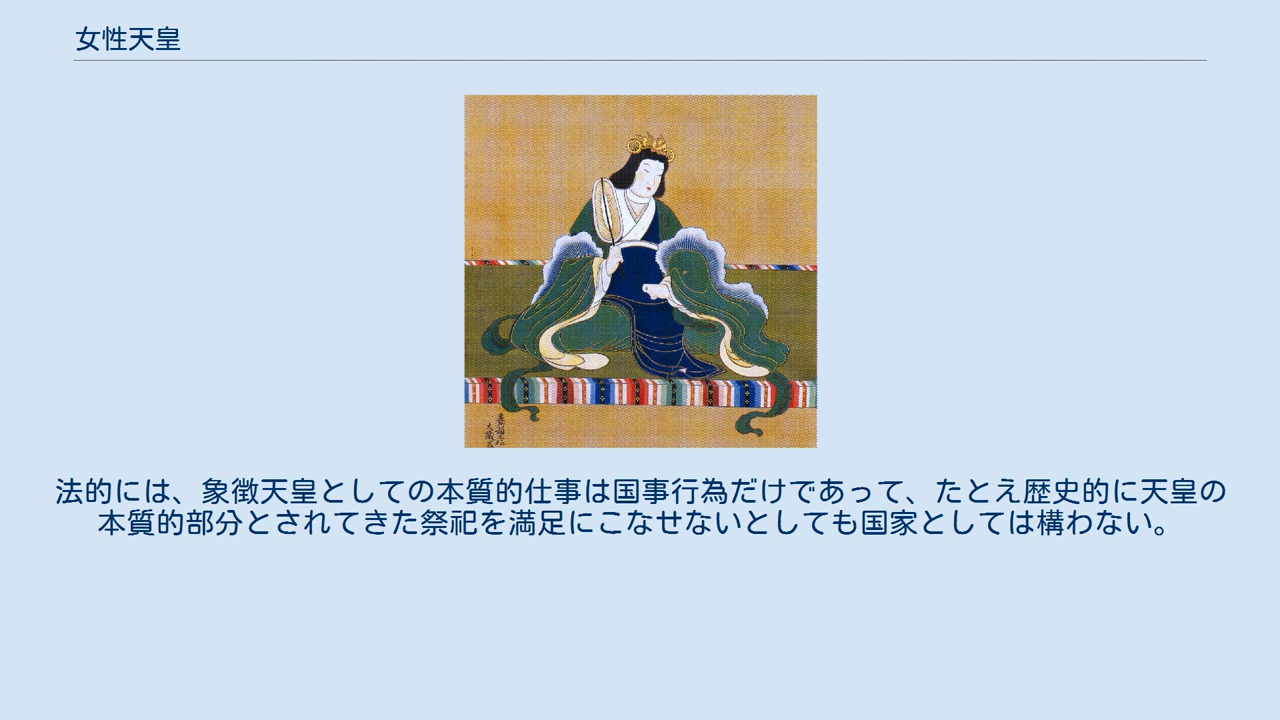 女性天皇
法的には、象徴天皇としての本質的仕事は国事行為だけであって、たとえ歴史的に天皇の
本質的部分とされてきた祭祀を満足にこなせないとしても国家としては構わない。